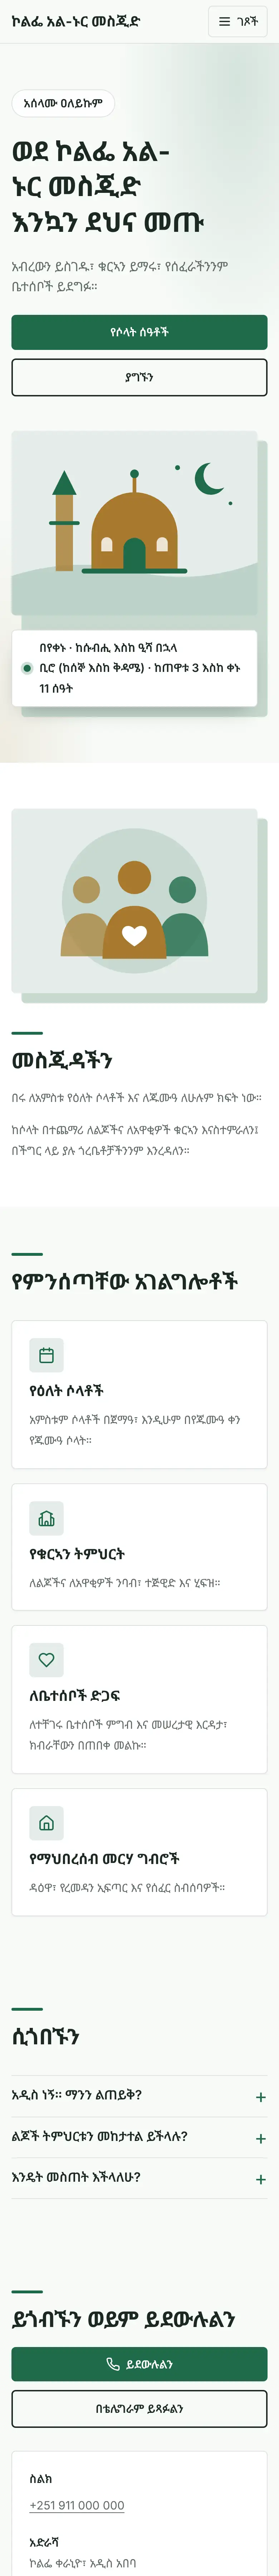 ኮልፌ አል-ኑር መስጂድ
ገጾች
አሰላሙ ዐለይኩም
ወደ ኮልፌ አል-
ኑር መስጂድ
እንኳን ደህና መጡ
አብረውን ይስገዱ፣ ቁርኣን ይማሩ፣ የሰፈራችንንም
ቤተሰቦች ይደግፉ።
የሶላት ሰዓቶች
ያግኙን
በየቀኑ · ከሱብሒ እስከ ዒሻ በኋላ
ቢሮ (ከሰኞ እስከ ቅዳሜ) · ከጠዋቱ 3 እስከ ቀኑ
11 ሰዓት
መስጂዳችን
በሩ ለአምስቱ የዕለት ሶላቶች እና ለጁሙዓ ለሁሉም ክፍት ነው።
ከሶላት በተጨማሪ ለልጆችና ለአዋቂዎች ቁርኣን እናስተምራለን፤
በችግር ላይ ያሉ ጎረቤቶቻችንንም እንረዳለን።
የምንሰጣቸው አገልግሎቶች
የዕለት ሶላቶች
አምስቱም ሶላቶች በጀማዓ፣ እንዲሁም በየጁሙዓ ቀን
የጁሙዓ ሶላት።
የቁርኣን ትምህርት
ለልጆችና ለአዋቂዎች ንባብ፣ ተጅዊድ እና ሂፍዝ።
ለቤተሰቦች ድጋፍ
ለተቸገሩ ቤተሰቦች ምግብ እና መሠረታዊ እርዳታ፣
ክብራቸውን በጠበቀ መልኩ።
የማህበረሰብ መርሃ ግብሮች
ዳዕዋ፣ የረመዳን ኢፍጣር እና የሰፈር ስብሰባዎች።
ሲጎበኙን
አዲስ ነኝ። ማንን ልጠይቅ?
ልጆች ትምህርቱን መከታተል ይችላሉ?
እንዴት መስጠት እችላለሁ?
ይጎብኙን ወይም ይደውሉልን
ይደውሉልን
በቴሌግራም ይጻፉልን
ስልክ
+251 911 000 000
አድራሻ
ኮልፌ ቀራኒዮ፣ አዲስ አበባ